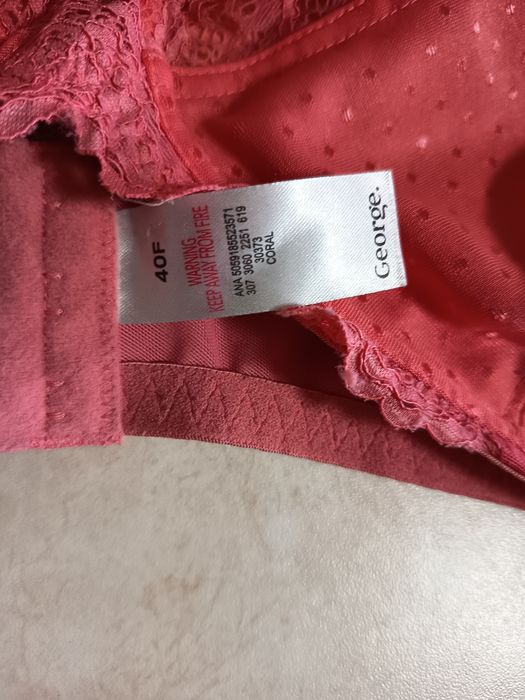 George.
40F
WARNING
KEEP AWAY FROM FIRE
ANA 5059185523571
307 3060 2251 619
30373
CORAL